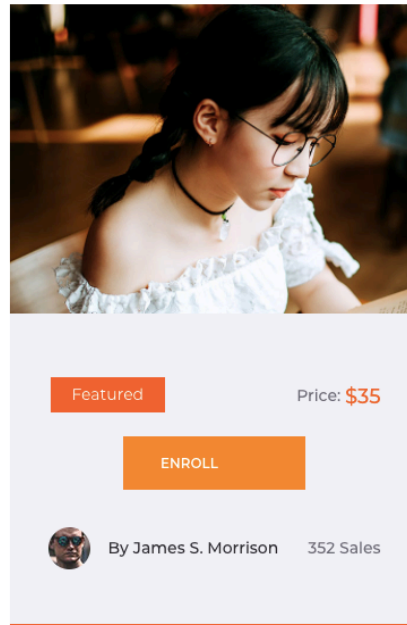 Featured
Price: $35
ENROLL
By James S. Morrison
352 Sales